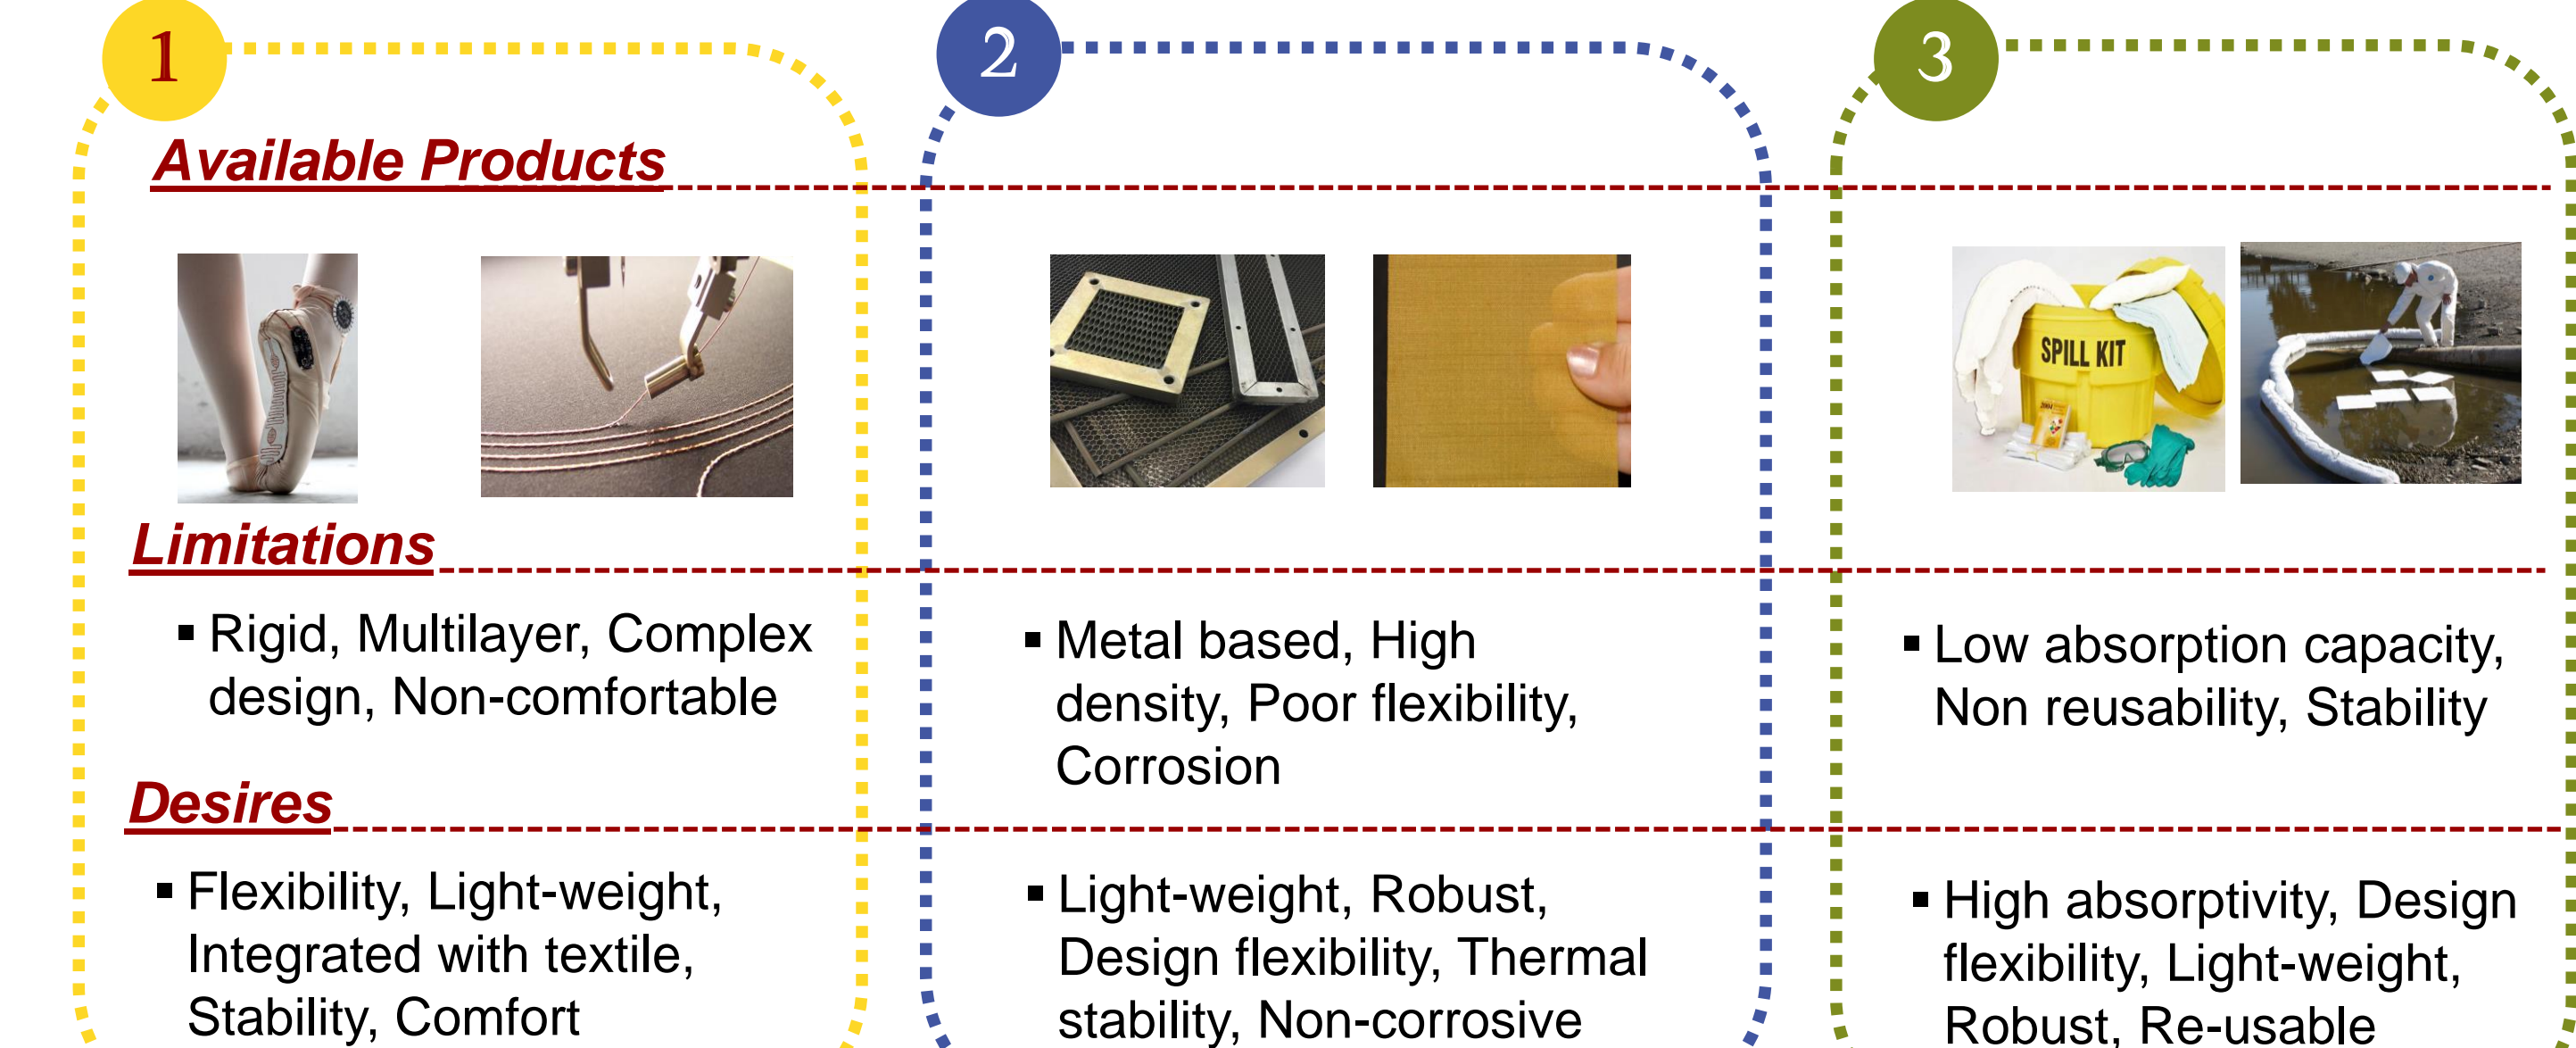 1
2
3
Available Products
SPILL KIT
Limitations
▪ Rigid, Multilayer, Complex
design, Non-comfortable
▪ Metal based, High
density, Poor flexibility,
Corrosion
▪ Low absorption capacity,
Non reusability, Stability
Desires
▪ Flexibility, Light-weight,
Integrated with textile,
Stability, Comfort
▪ Light-weight, Robust,
Design flexibility, Thermal
stability, Non-corrosive
▪ High absorptivity, Design
flexibility, Light-weight,
Robust, Re-usable